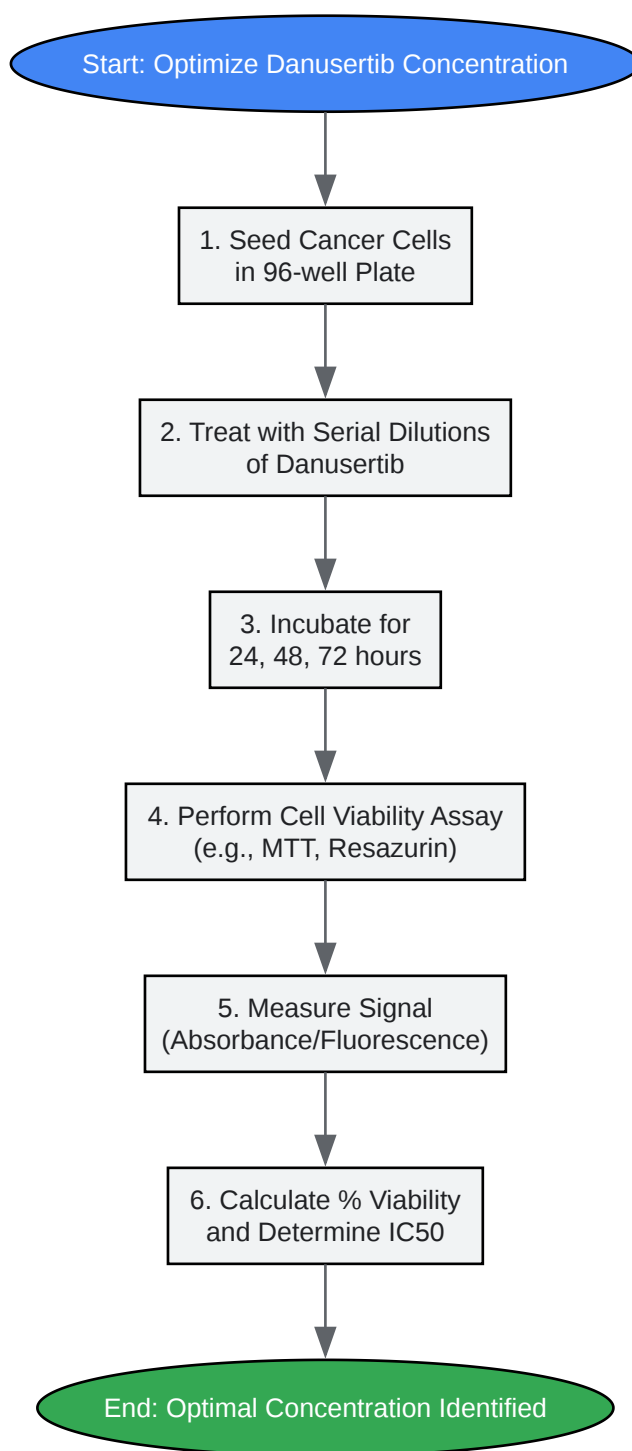 Start: Optimize Danusertib Concentration
1. Seed Cancer Cells
in 96-well Plate
2. Treat with Serial Dilutions
of Danusertib
3. Incubate for
24, 48, 72 hours
4. Perform Cell Viability Assay
(e.g., MTT, Resazurin)
5. Measure Signal
(Absorbance/Fluorescence)
6. Calculate % Viability
and Determine IC50
End: Optimal Concentration Identified